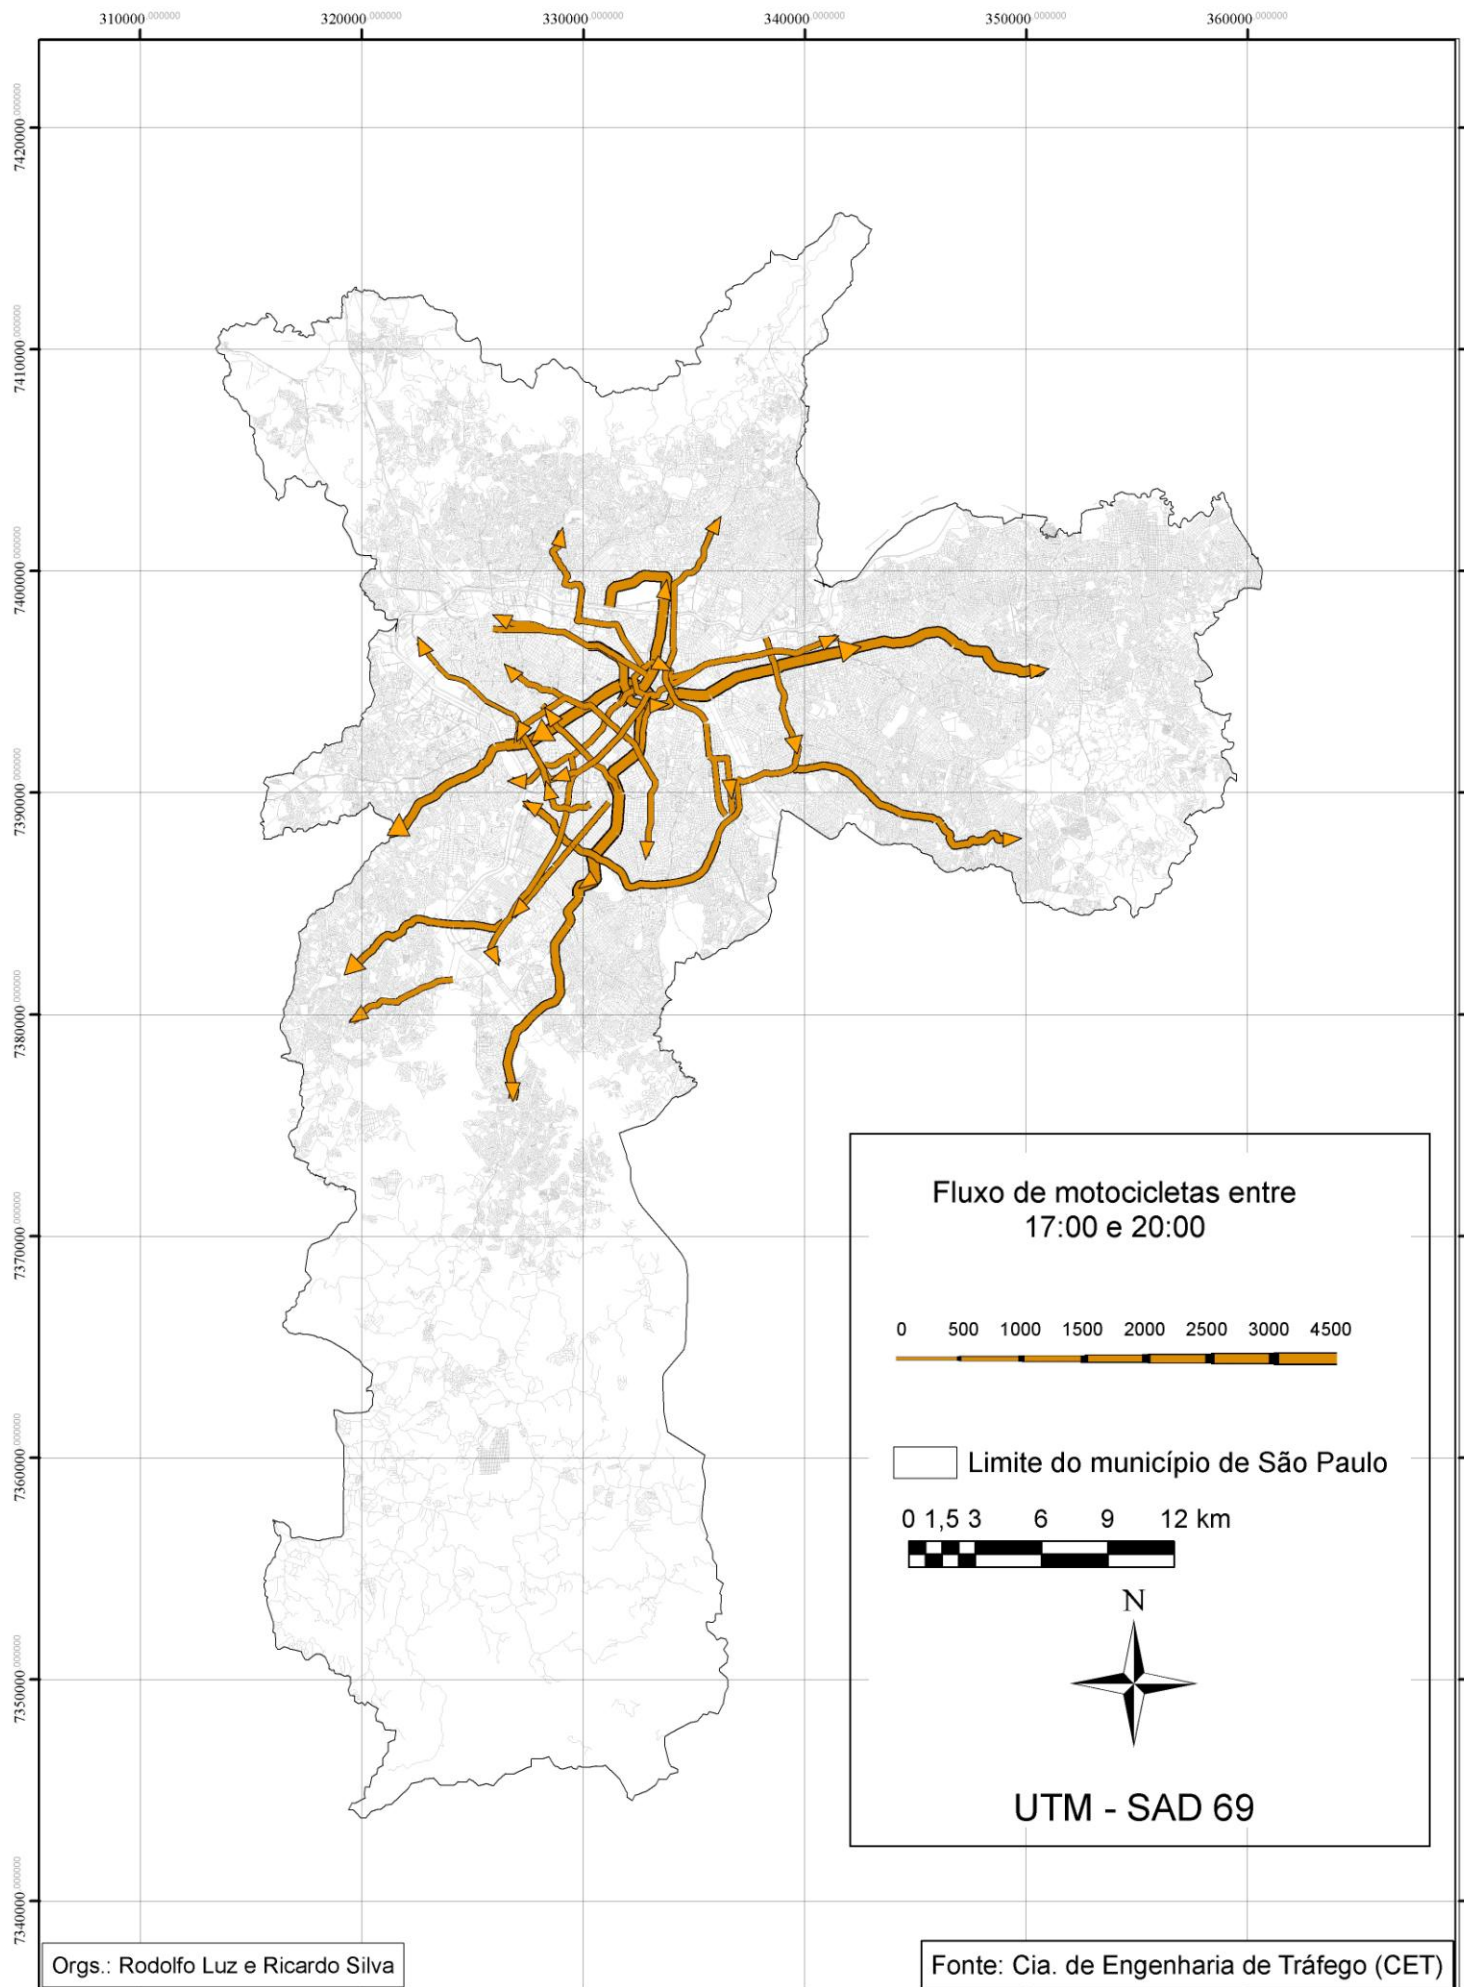 310000,000000 320000,000000 330000,000000 340000,000000 350000,000000 360000,000000
7420000,000000
7410000,000000
7400000,000000
7390000,000000
7380000,000000
7370000,000000
7360000,000000
7350000,000000
7340000,000000
Fluxo de motocicletas entre
17:00 e 20:00
0 500 1000 1500 2000 2500 3000 4500
Limite do município de São Paulo
0 1,5 3 6 9 12 km
N
UTM - SAD 69
Orgs.: Rodolfo Luz e Ricardo Silva
Fonte: Cia. de Engenharia de Tráfego (CET)